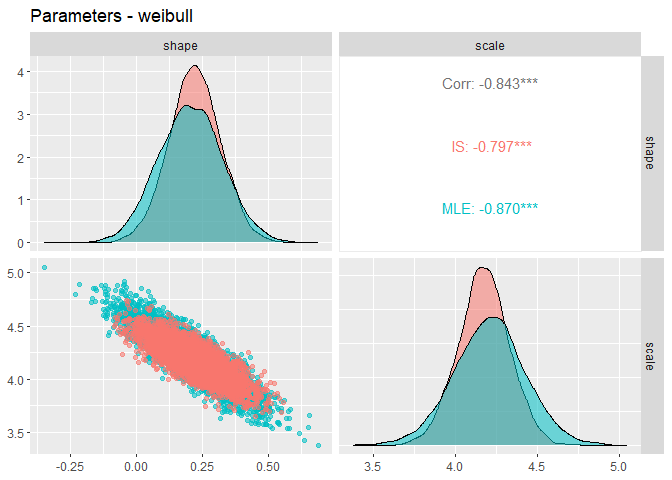 Parameters - weibull
shape
scale
4
3
2
1
0
Corr: -0.843***
IS: -0.797***
MLE: -0.870***
shape
5.0
4.5
4.0
3.5
scale
-0.25
0.00
0.25
0.50
3.5
4.0
4.5
5.0